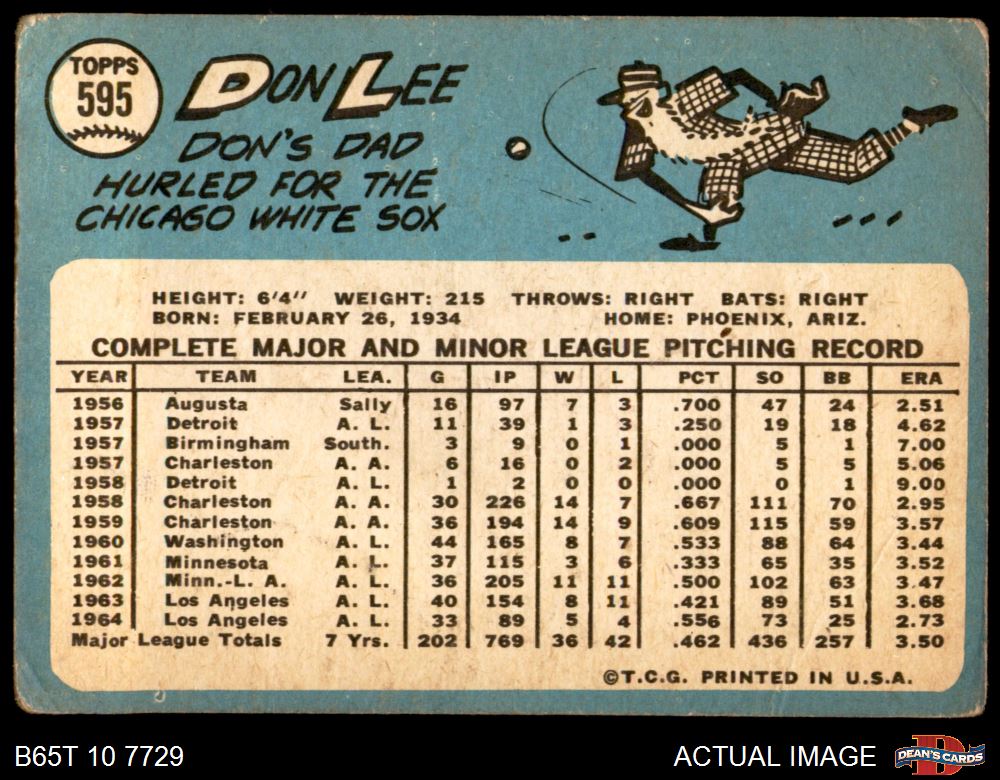 TOPPS
595
DON LEE
DON'S DAD
HURLED FOR THE
CHICAGO WHITE SOX
HEIGHT: 6'4" WEIGHT: 215 THROWS: RIGHT BATS: RIGHT
BORN: FEBRUARY 26, 1934 HOME: PHOENIX, ARIZ.
COMPLETE MAJOR AND MINOR LEAGUE PITCHING RECORD
YEAR TEAM LEA. G IP W L PCT SO BB ERA
1956 Augusta Sally 16 97 7 3 .700 47 24 2.51
1957 Detroit A. L. 11 39 1 3 .250 19 18 4.62
1957 Birmingham South. 3 9 0 1 .000 5 1 7.00
1957 Charleston A. A. 6 16 0 2 .000 5 5 5.06
1958 Detroit A. L. 1 2 0 0 .000 0 1 9.00
1958 Charleston A. A. 30 226 14 7 .667 111 70 2.95
1959 Charleston A. A. 36 194 14 9 .609 115 59 3.57
1960 Washington A. L. 44 165 8 7 .533 88 64 3.44
1961 Minnesota A. L. 37 115 3 6 .333 65 35 3.52
1962 Minn.-L. A. A. L. 36 205 11 11 .500 102 63 3.47
1963 Los Angeles A. L. 40 154 8 11 .421 89 51 3.68
1964 Los Angeles A. L. 33 89 5 4 .556 73 25 2.73
Major League Totals 7 Yrs. 202 769 36 42 .462 436 257 3.50
©T.C.G. PRINTED IN U.S.A.
B65T 10 7729 ACTUAL IMAGE
DEAN'S CARDS